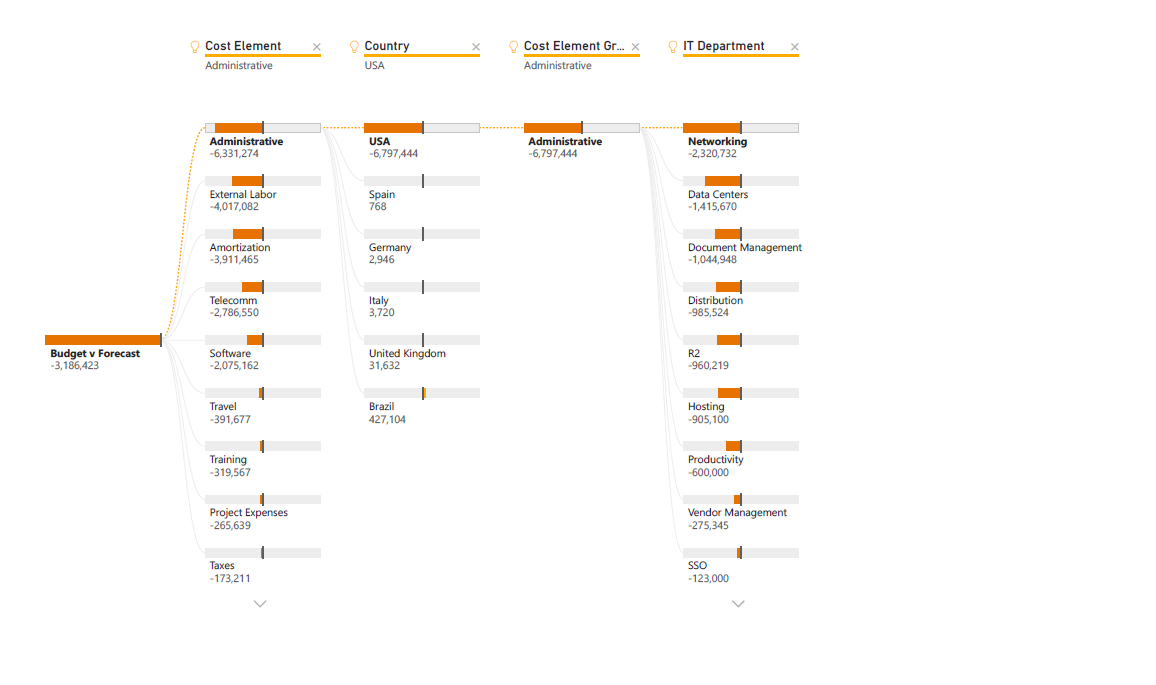 Cost Element
Administrative
Country
USA
Cost Element Gr...
Administrative
IT Department
Budget v Forecast
-3,186,423
Administrative
-6,331,274
External Labor
-4,017,082
Amortization
-3,911,465
Telecomm
-2,786,550
Software
-2,075,162
Travel
-391,677
Training
-319,567
Project Expenses
-265,639
Taxes
-173,211
USA
-6,797,444
Spain
768
Germany
2,946
Italy
3,720
United Kingdom
31,632
Brazil
427,104
Administrative
-6,797,444
Networking
-2,320,732
Data Centers
-1,415,670
Document Management
-1,044,948
Distribution
-985,524
R2
-960,219
Hosting
-905,100
Productivity
-600,000
Vendor Management
-275,345
SSO
-123,000